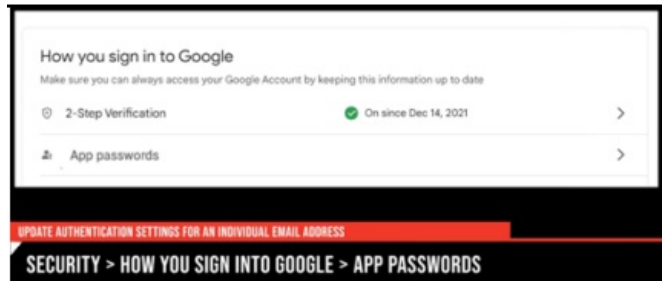 How you sign in to Google
Make sure you can always access your Google Account by keeping this information up to date
2-Step Verification On since Dec 14, 2021
App passwords
UPDATE AUTHENTICATION SETTINGS FOR AN INDIVIDUAL EMAIL ADDRESS
SECURITY > HOW YOU SIGN INTO GOOGLE > APP PASSWORDS